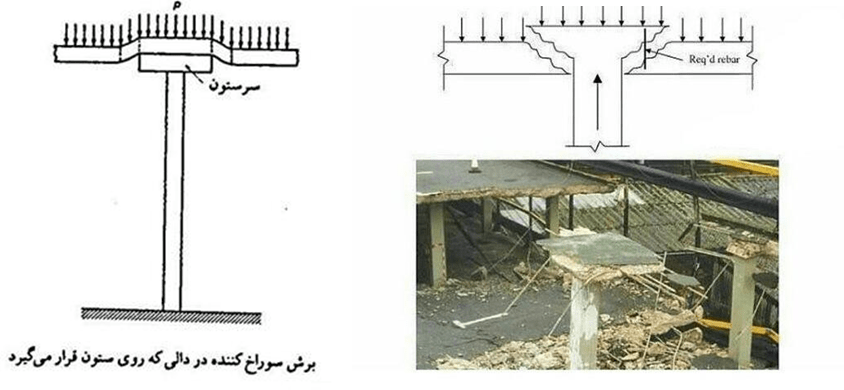 P
سرستون
برش سوراخ کننده در دالی که روی ستون قرار می‌گیرد
Req'd rebar